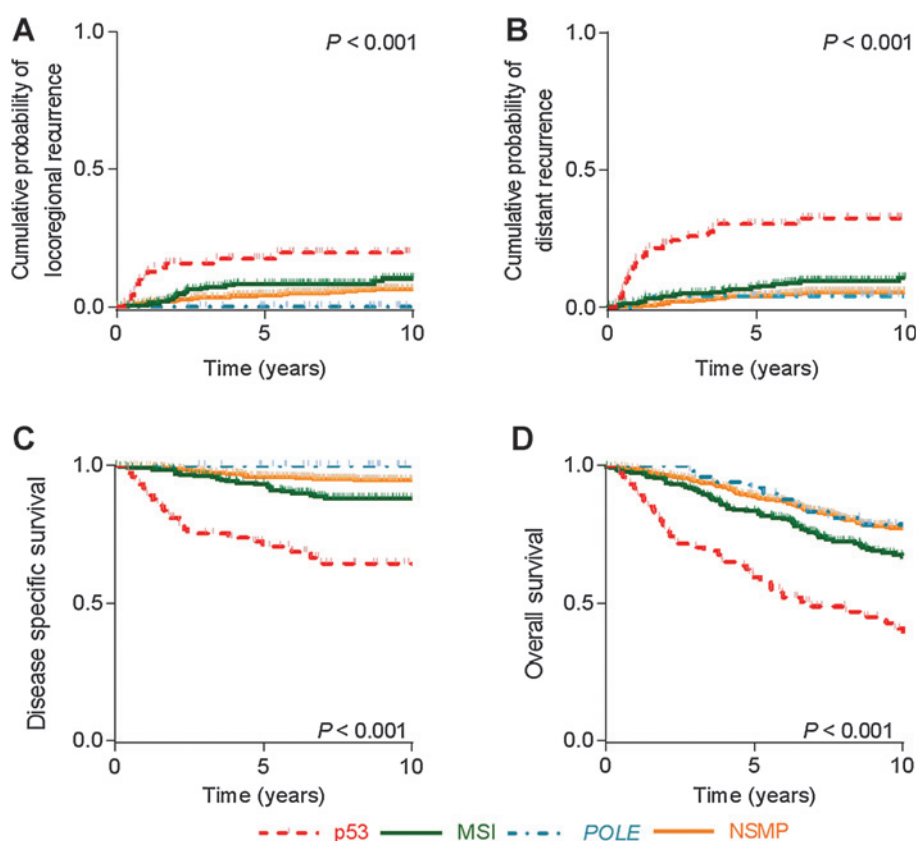 A
P < 0.001
Cumulative probability of
locoregional recurrence
1.0
0.5
0.0
0
5
10
Time (years)
B
P < 0.001
Cumulative probability of
distant recurrence
1.0
0.5
0.0
0
5
10
Time (years)
C
Disease specific survival
1.0
0.5
0.0
P < 0.001
0
5
10
Time (years)
D
Overall survival
1.0
0.5
0.0
P < 0.001
0
5
10
Time (years)
p53 MSI POLE NSMP